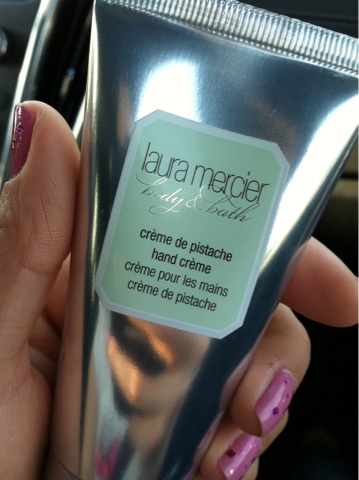 laura mercier
body & bath
crème de pistache
hand crème
crème pour les mains
crème de pistache